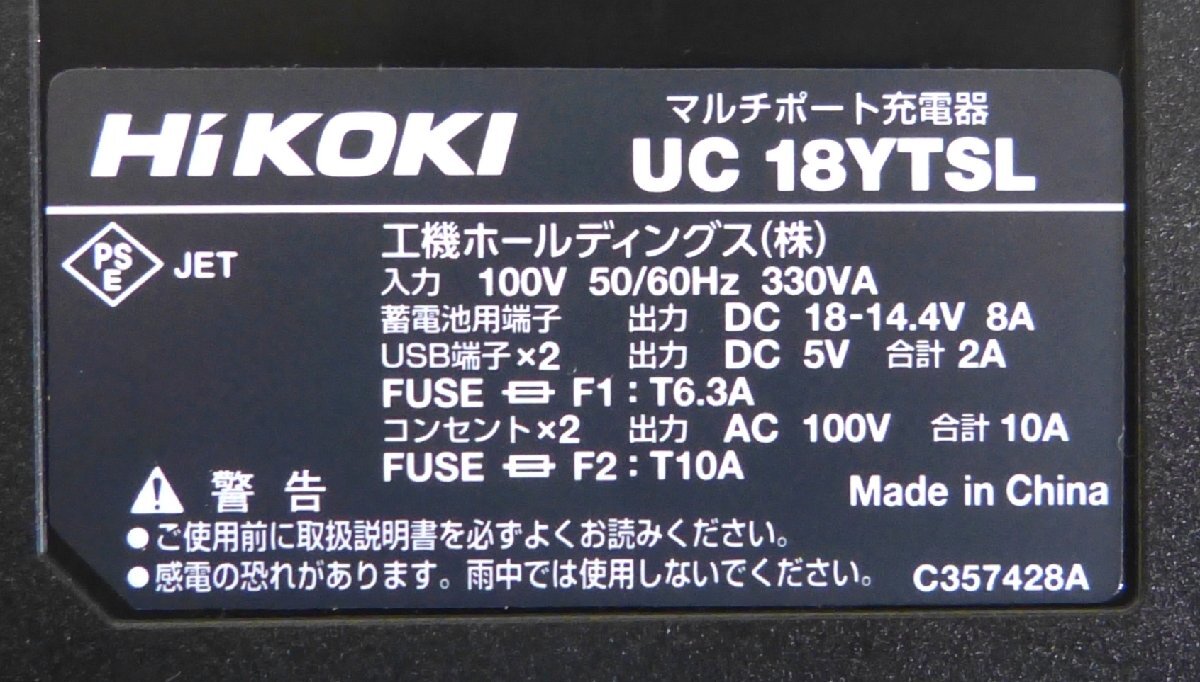 HiKOKI
マルチポート充電器
UC 18YTSL
PSE JET
工機ホールディングス(株)
入力 100V 50/60Hz 330VA
蓄電池用端子 出力 DC 18-14.4V 8A
USB端子×2 出力 DC 5V 合計 2A
FUSE F1 : T6.3A
コンセント×2 出力 AC 100V 合計 10A
FUSE F2 : T10A
警告
Made in China
●ご使用前に取扱説明書を必ずよくお読みください。
●感電の恐れがあります。雨中では使用しないでください。
C357428A